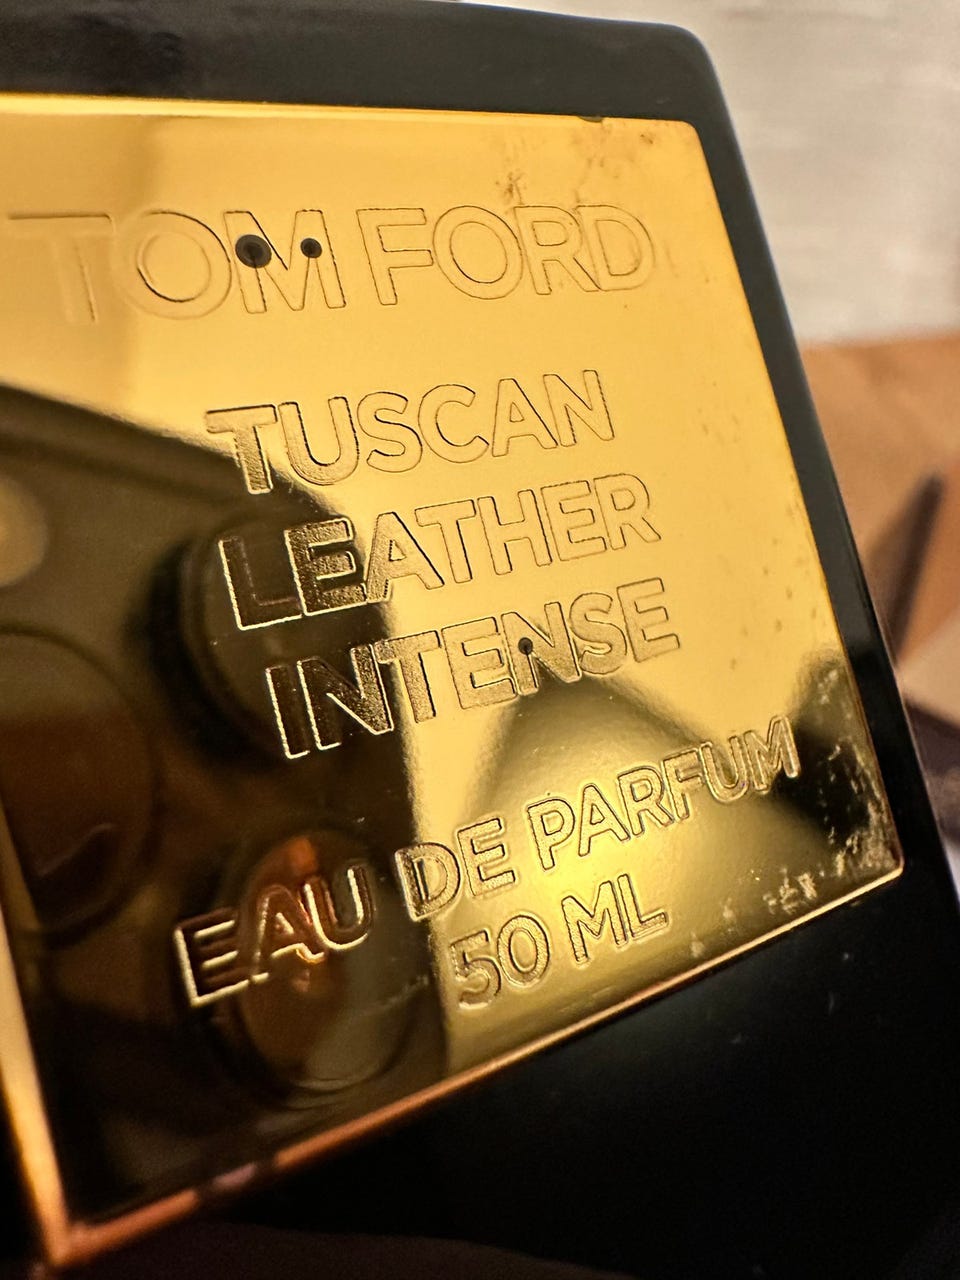 TOM FORD
TUSCAN
LEATHER
INTENSE
EAU DE PARFUM
50 ML